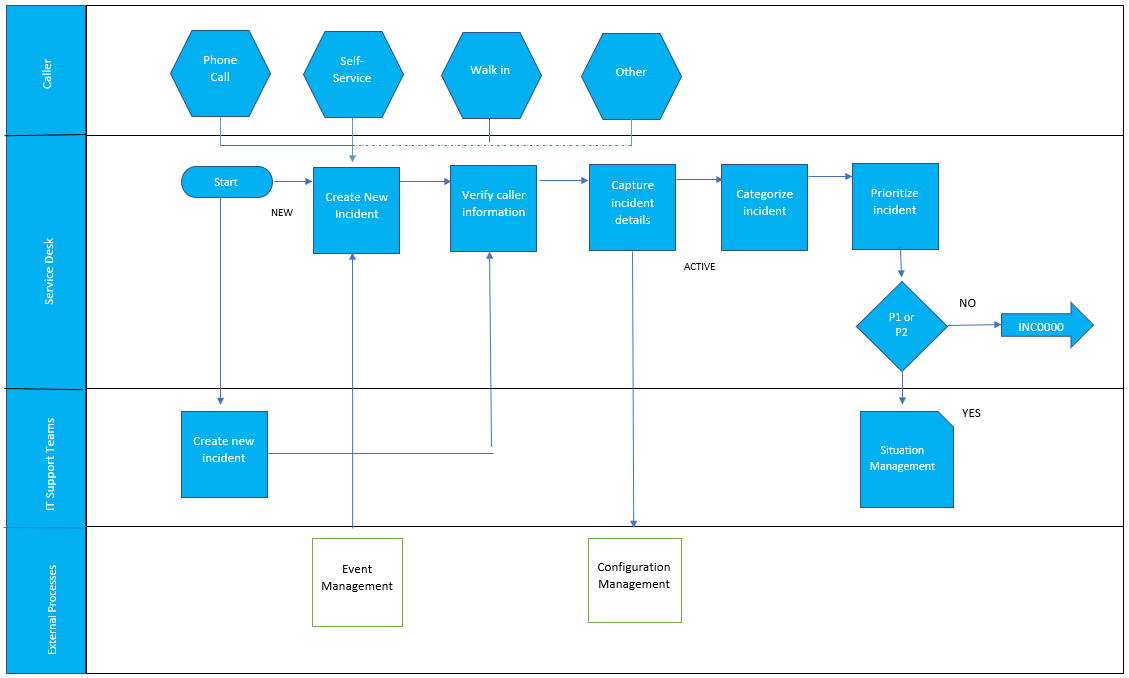 Caller
Phone
Call
Self-
Service
Walk in
Other
Service Desk
Start
NEW
Create New
Incident
Verify caller
information
Capture
incident
details
ACTIVE
Categorize
incident
Prioritize
incident
P1 or
P2
NO
INC0000
IT Support Teams
Create new
incident
YES
Situation
Management
External Processes
Event
Management
Configuration
Management